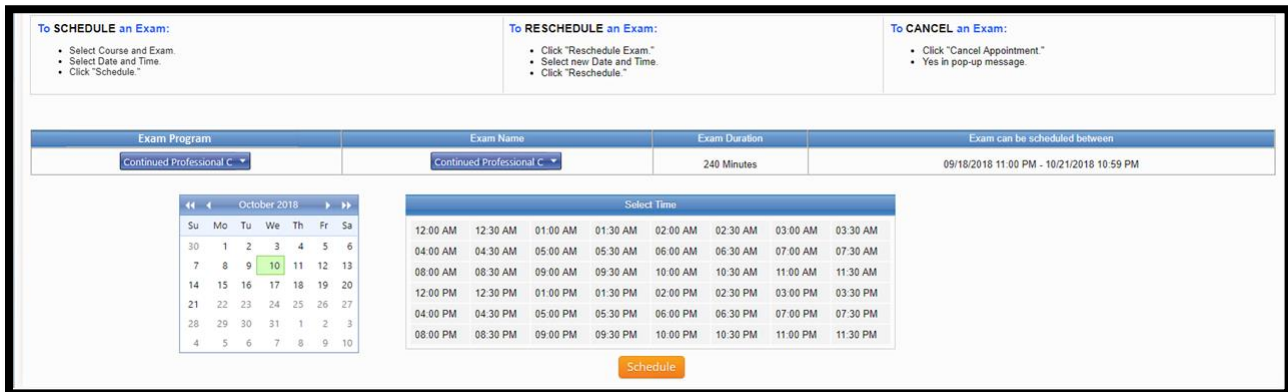 To SCHEDULE an Exam:
• Select Course and Exam.
• Select Date and Time.
• Click "Schedule."
To RESCHEDULE an Exam:
• Click "Reschedule Exam."
• Select new Date and Time.
• Click "Reschedule."
To CANCEL an Exam:
• Click "Cancel Appointment."
• Yes in pop-up message.
Exam Program Exam Name Exam Duration Exam can be scheduled between
Continued Professional C Continued Professional C 240 Minutes 09/18/2018 11:00 PM - 10/21/2018 10:59 PM
October 2018
Su Mo Tu We Th Fr Sa
30 1 2 3 4 5 6
7 8 9 10 11 12 13
14 15 16 17 18 19 20
21 22 23 24 25 26 27
28 29 30 31 1 2 3
4 5 6 7 8 9 10
Select Time
12:00 AM 12:30 AM 01:00 AM 01:30 AM 02:00 AM 02:30 AM 03:00 AM 03:30 AM
04:00 AM 04:30 AM 05:00 AM 05:30 AM 06:00 AM 06:30 AM 07:00 AM 07:30 AM
08:00 AM 08:30 AM 09:00 AM 09:30 AM 10:00 AM 10:30 AM 11:00 AM 11:30 AM
12:00 PM 12:30 PM 01:00 PM 01:30 PM 02:00 PM 02:30 PM 03:00 PM 03:30 PM
04:00 PM 04:30 PM 05:00 PM 05:30 PM 06:00 PM 06:30 PM 07:00 PM 07:30 PM
08:00 PM 08:30 PM 09:00 PM 09:30 PM 10:00 PM 10:30 PM 11:00 PM 11:30 PM
Schedule